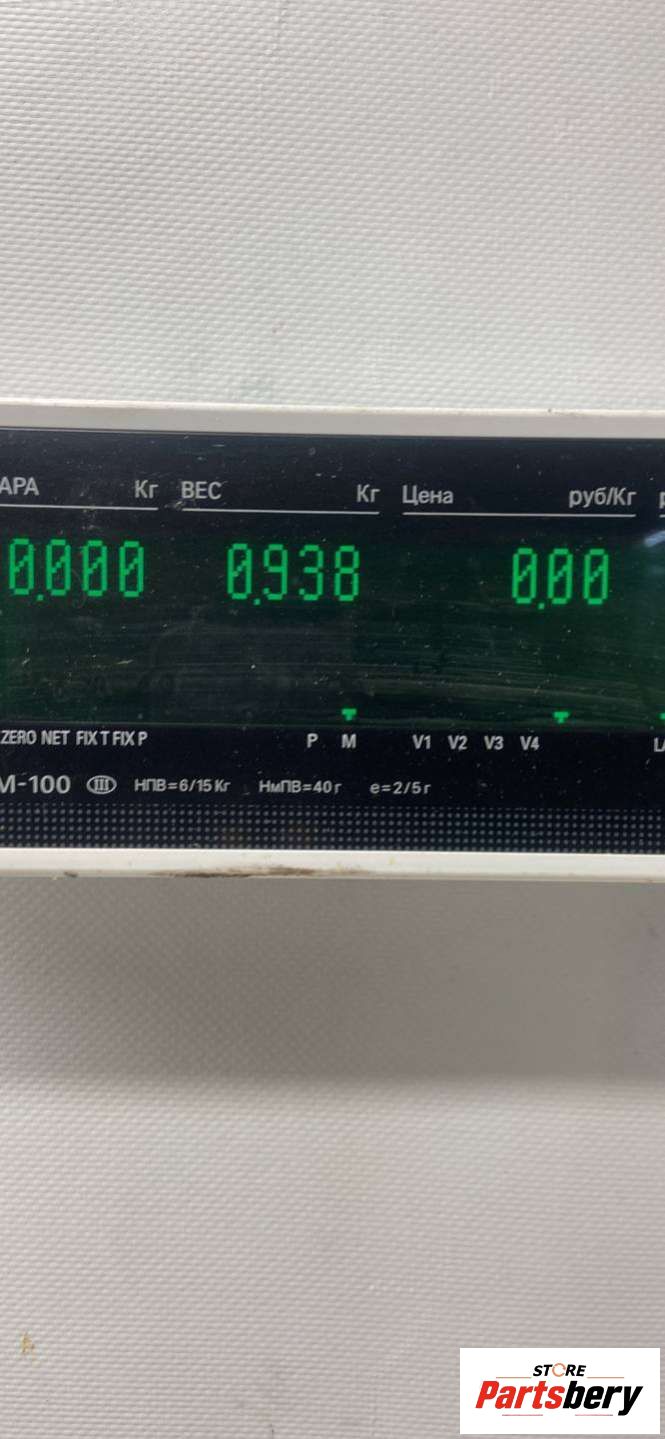 АРА Кг ВЕС Кг Цена руб/Кг
0.000 0.938 0.00
ZERO NET FIX T FIX P P M V1 V2 V3 V4
М-100 III НПВ=6/15 Кг НмПВ=40 г е=2/5 г
STORE
Partsbery